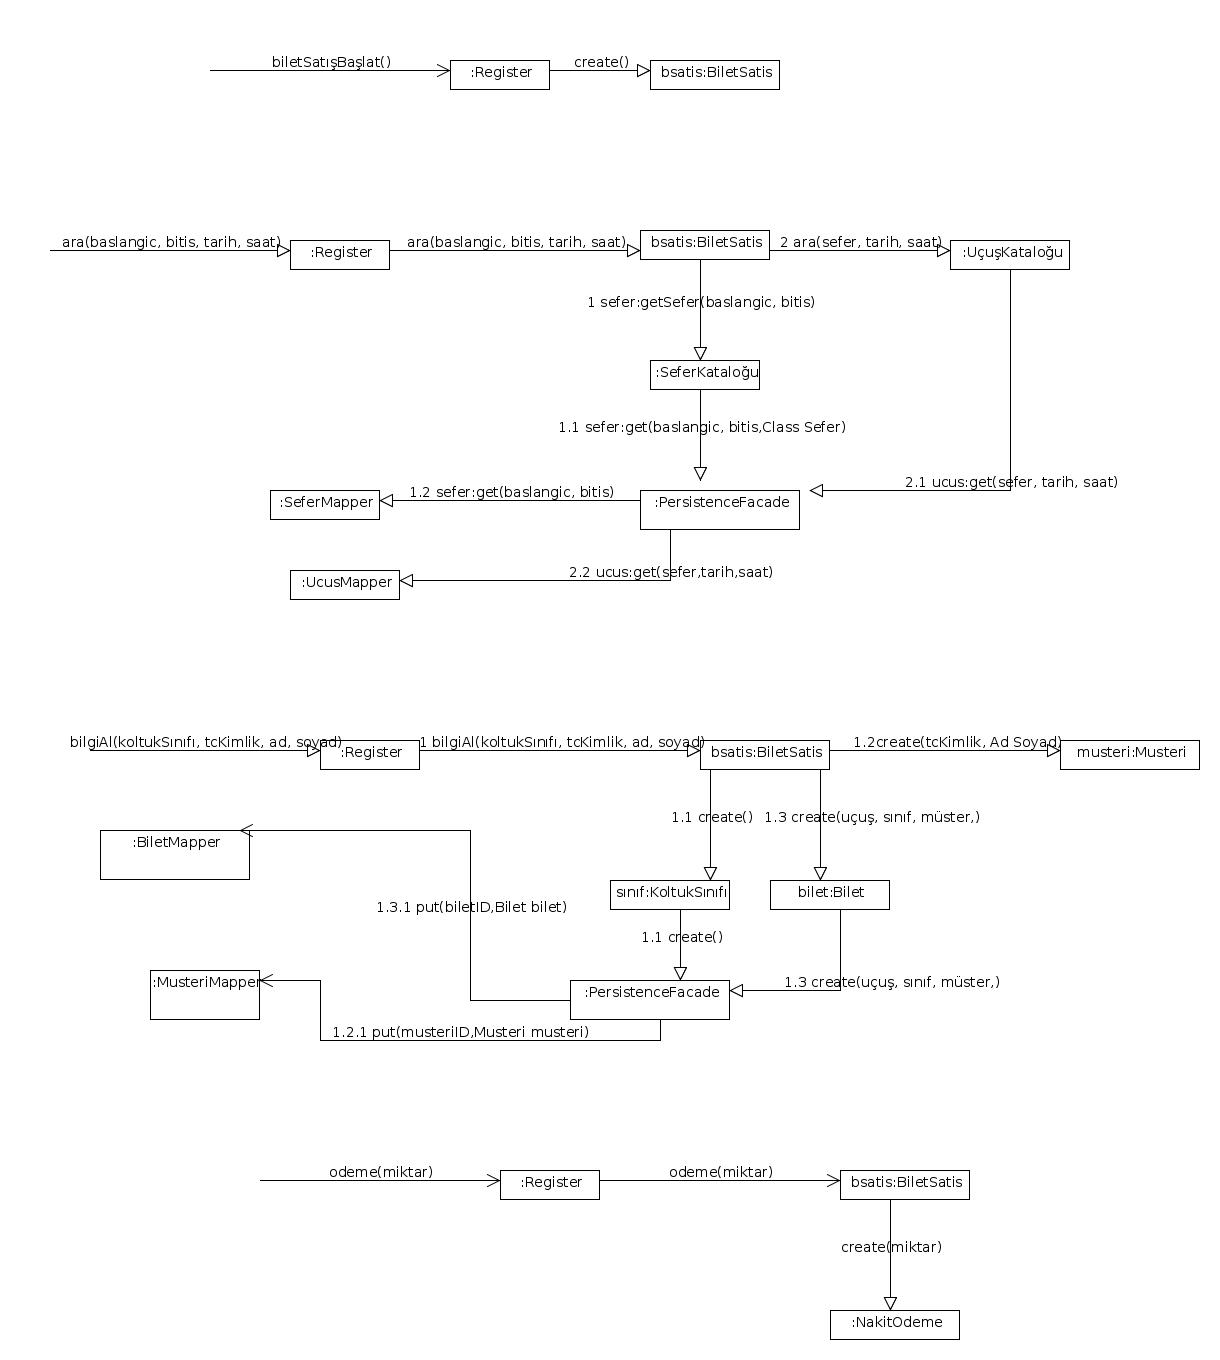 biletSatışBaşlat()
:Register
create()
bsatis:BiletSatis
ara(baslangic, bitis, tarih, saat)
:Register
ara(baslangic, bitis, tarih, saat)
bsatis:BiletSatis
2 ara(sefer, tarih, saat)
:UçuşKataloğu
1 sefer:getSefer(baslangic, bitis)
:SeferKataloğu
1.1 sefer:get(baslangic, bitis,Class Sefer)
2.1 ucus:get(sefer, tarih, saat)
:SeferMapper
1.2 sefer:get(baslangic, bitis)
:PersistenceFacade
:UcusMapper
2.2 ucus:get(sefer,tarih,saat)
bilgiAl(koltukSınıfı, tcKimlik, ad, soyad)
:Register
1 bilgiAl(koltukSınıfı, tcKimlik, ad, soyad)
bsatis:BiletSatis
1.2create(tcKimlik, Ad Soyad)
musteri:Musteri
1.1 create()
1.3 create(uçuş, sınıf, müster,)
:BiletMapper
sınıf:KoltukSınıfı
bilet:Bilet
1.3.1 put(biletID,Bilet bilet)
1.1 create()
:MusteriMapper
:PersistenceFacade
1.3 create(uçuş, sınıf, müster,)
1.2.1 put(musteriID,Musteri musteri)
odeme(miktar)
:Register
odeme(miktar)
bsatis:BiletSatis
create(miktar)
:NakitOdeme